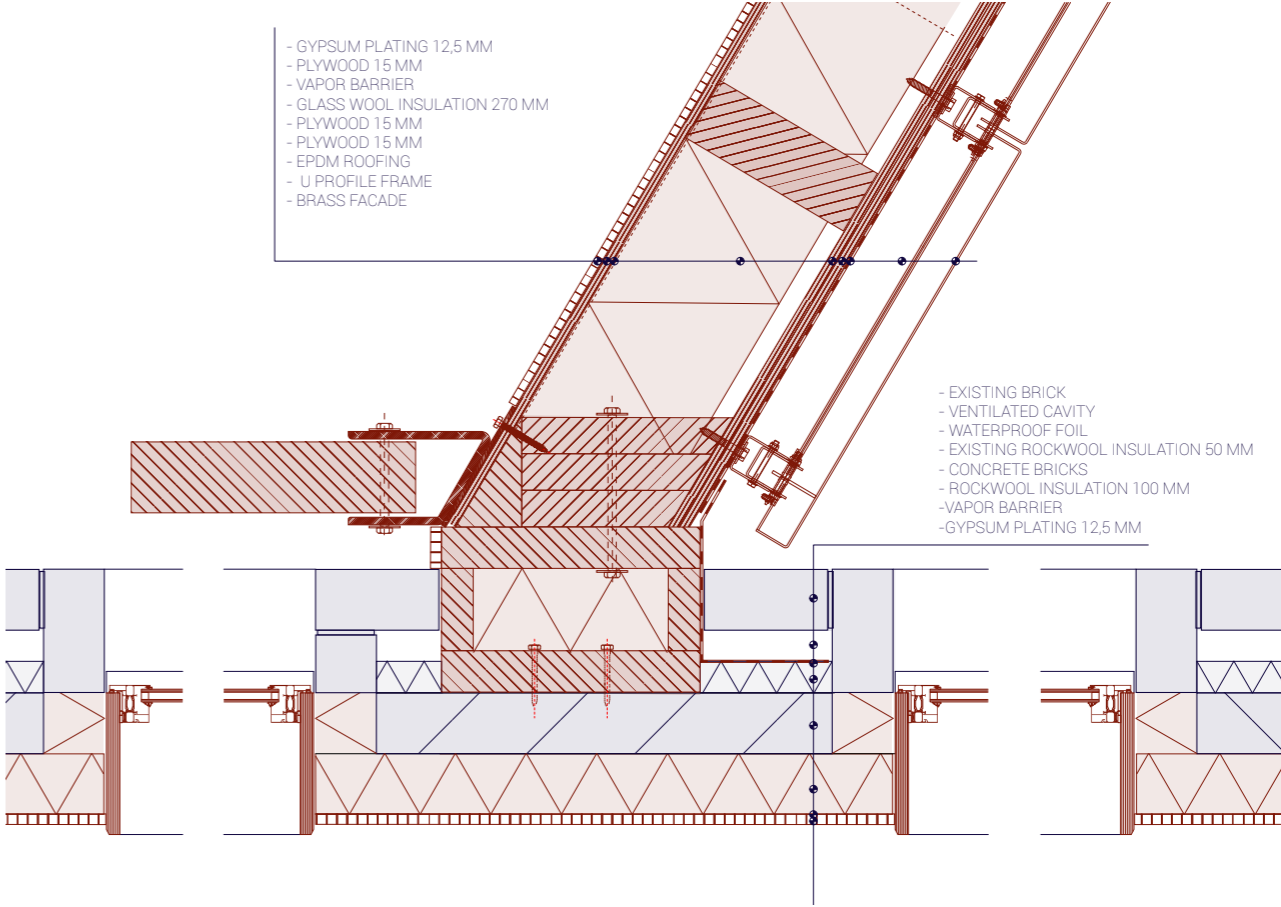 - GYPSUM PLATING 12,5 MM
- PLYWOOD 15 MM
- VAPOR BARRIER
- GLASS WOOL INSULATION 270 MM
- PLYWOOD 15 MM
- PLYWOOD 15 MM
- EPDM ROOFING
- U PROFILE FRAME
- BRASS FACADE
- EXISTING BRICK
- VENTILATED CAVITY
- WATERPROOF FOIL
- EXISTING ROCKWOOL INSULATION 50 MM
- CONCRETE BRICKS
- ROCKWOOL INSULATION 100 MM
-VAPOR BARRIER
-GYPSUM PLATING 12,5 MM